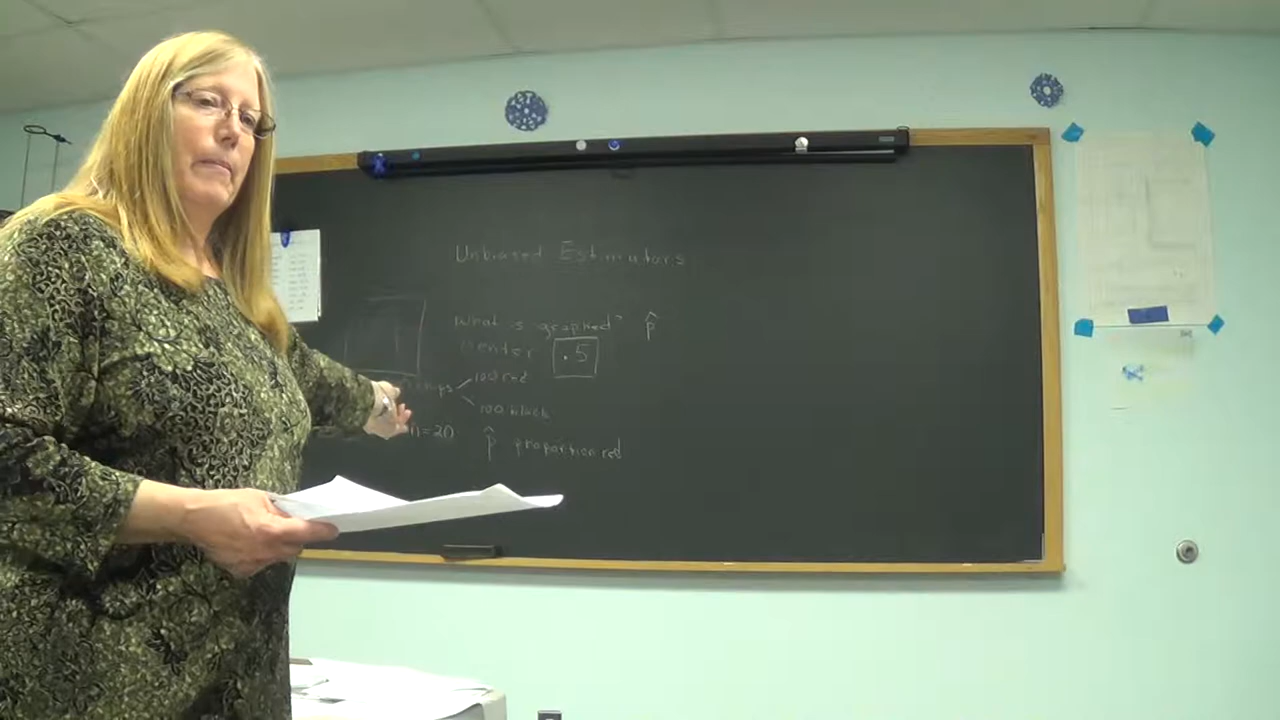 Unbiased Estimators
What is graphed? p̂
center .5
100 red
100 black
n=20 p̂ proportion red